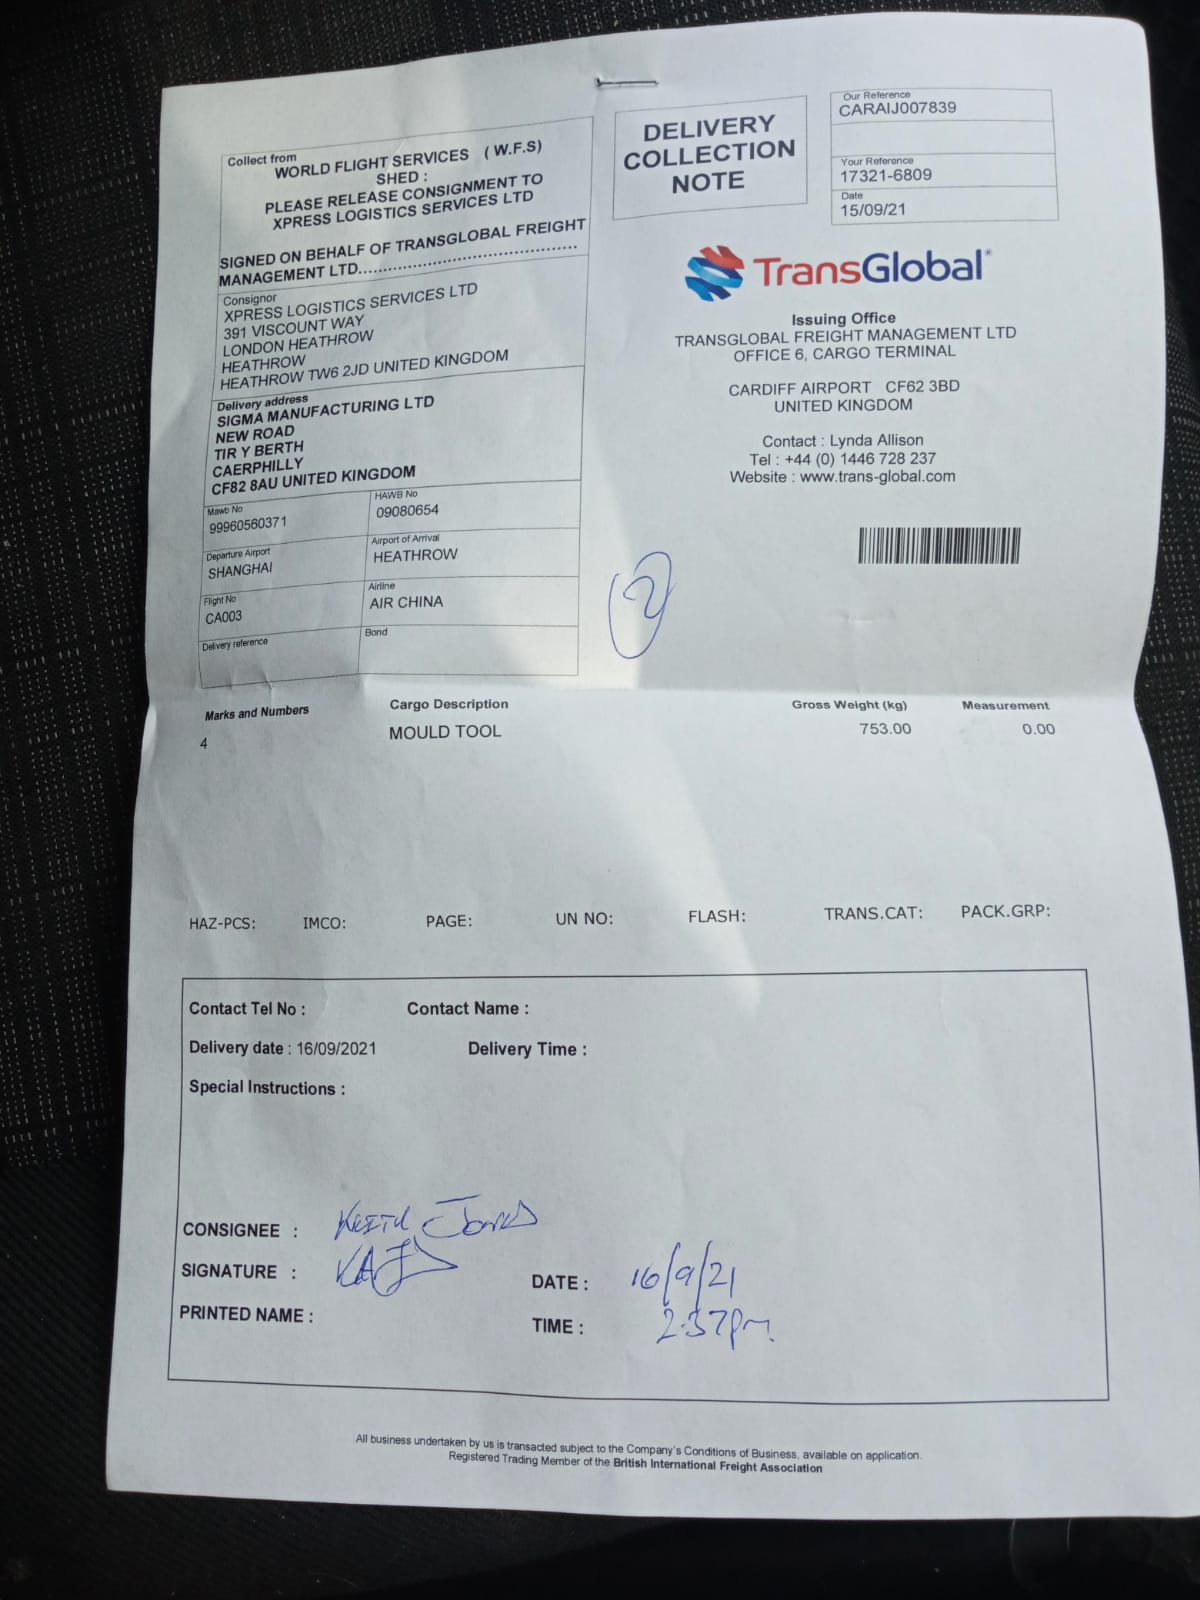 Collect from
WORLD FLIGHT SERVICES ( W.F.S)
SHED :
PLEASE RELEASE CONSIGNMENT TO
XPRESS LOGISTICS SERVICES LTD
SIGNED ON BEHALF OF TRANSGLOBAL FREIGHT
MANAGEMENT LTD........................................
Consignor
XPRESS LOGISTICS SERVICES LTD
391 VISCOUNT WAY
LONDON HEATHROW
HEATHROW
HEATHROW TW6 2JD UNITED KINGDOM
Delivery address
SIGMA MANUFACTURING LTD
NEW ROAD
TIR Y BERTH
CAERPHILLY
CF82 8AU UNITED KINGDOM
Mawb No
99960560371
HAWB No
09080654
Departure Airport
SHANGHAI
Airport of Arrival
HEATHROW
Flight No
CA003
Airline
AIR CHINA
Delivery reference
Bond
DELIVERY
COLLECTION
NOTE
Our Reference
CARAIJ007839
Your Reference
17321-6809
Date
15/09/21
TransGlobal®
Issuing Office
TRANSGLOBAL FREIGHT MANAGEMENT LTD
OFFICE 6, CARGO TERMINAL
CARDIFF AIRPORT CF62 3BD
UNITED KINGDOM
Contact : Lynda Allison
Tel : +44 (0) 1446 728 237
Website : www.trans-global.com
2
Marks and Numbers Cargo Description Gross Weight (kg) Measurement
4 MOULD TOOL 753.00 0.00
HAZ-PCS: IMCO: PAGE: UN NO: FLASH: TRANS.CAT: PACK.GRP:
Contact Tel No : Contact Name :
Delivery date : 16/09/2021 Delivery Time :
Special Instructions :
CONSIGNEE : KEITH JONES
SIGNATURE : DATE : 16/9/21
PRINTED NAME : TIME : 2:37pm
All business undertaken by us is transacted subject to the Company's Conditions of Business, available on application.
Registered Trading Member of the British International Freight Association